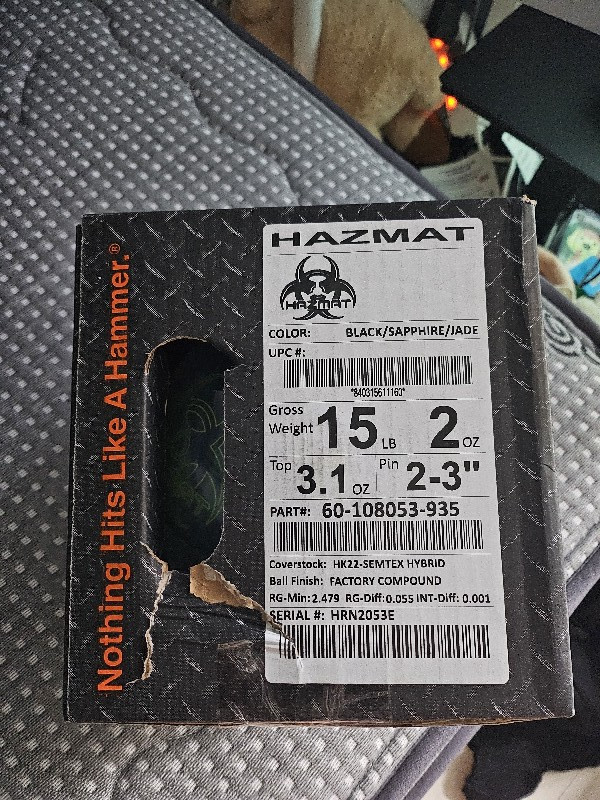 Nothing Hits Like A Hammer.®
HAZMAT
HAZMAT
COLOR: BLACK/SAPPHIRE/JADE
UPC #:
*840315611160*
Gross Weight 15 LB 2 OZ
Top 3.1 OZ Pin 2-3"
PART#: 60-108053-935
Coverstock: HK22-SEMTEX HYBRID
Ball Finish: FACTORY COMPOUND
RG-Min: 2.479 RG-Diff: 0.055 INT-Diff: 0.001
SERIAL #: HRN2053E